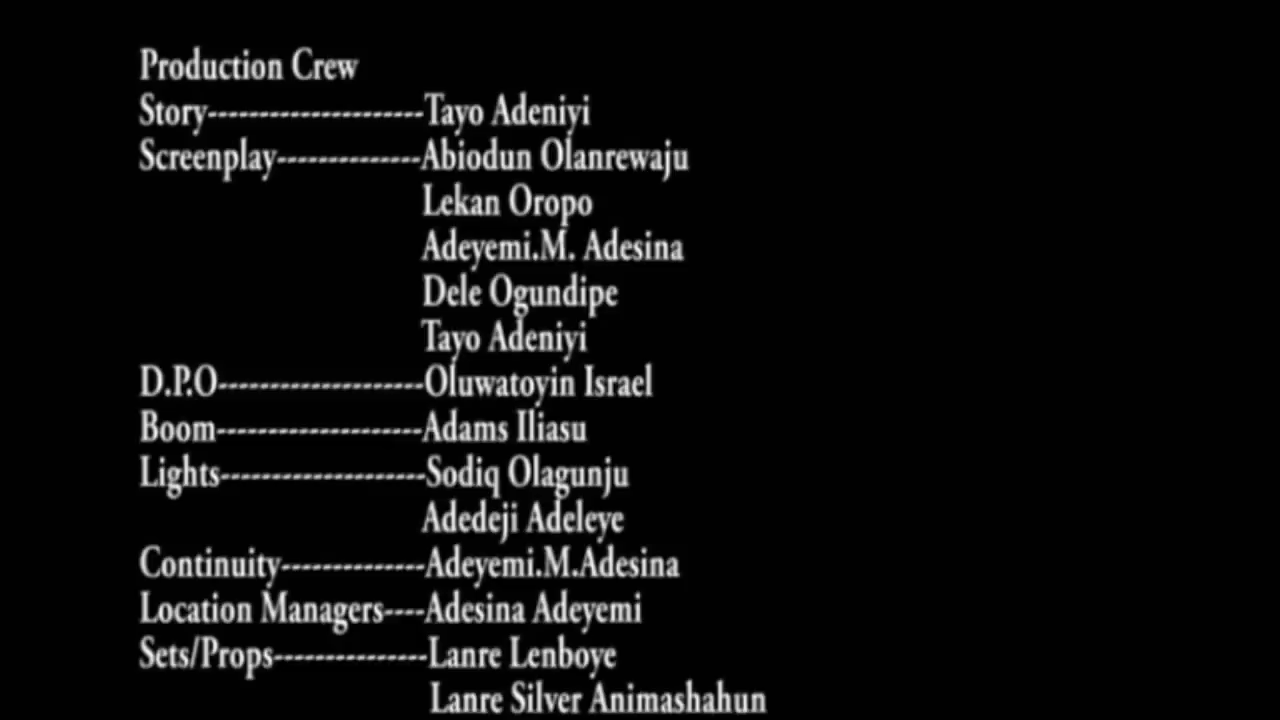 Production Crew
Story---------------------Tayo Adeniyi
Screenplay--------------Abiodun Olanrewaju
Lekan Oropo
Adeyemi.M. Adesina
Dele Ogundipe
Tayo Adeniyi
D.P.O--------------------Oluwatoyin Israel
Boom--------------------Adams Iliasu
Lights--------------------Sodiq Olagunju
Adedeji Adeleye
Continuity--------------Adeyemi.M.Adesina
Location Managers----Adesina Adeyemi
Sets/Props---------------Lanre Lenboye
Lanre Silver Animashahun